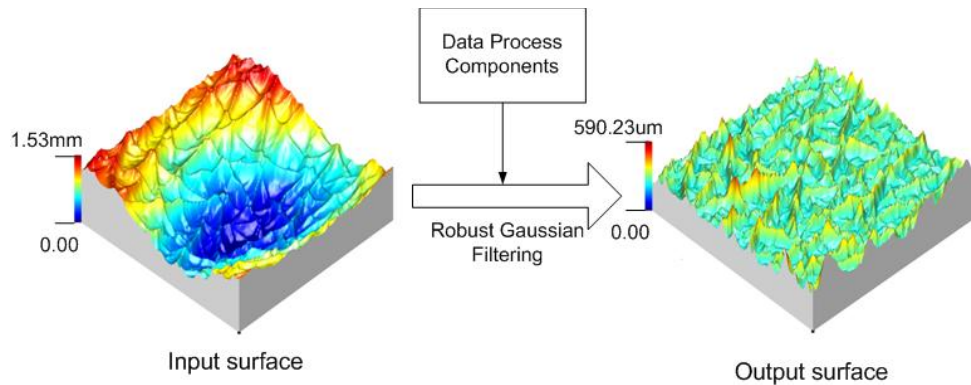 Data Process
Components
1.53mm
0.00
590.23um
0.00
Robust Gaussian
Filtering
Input surface
Output surface